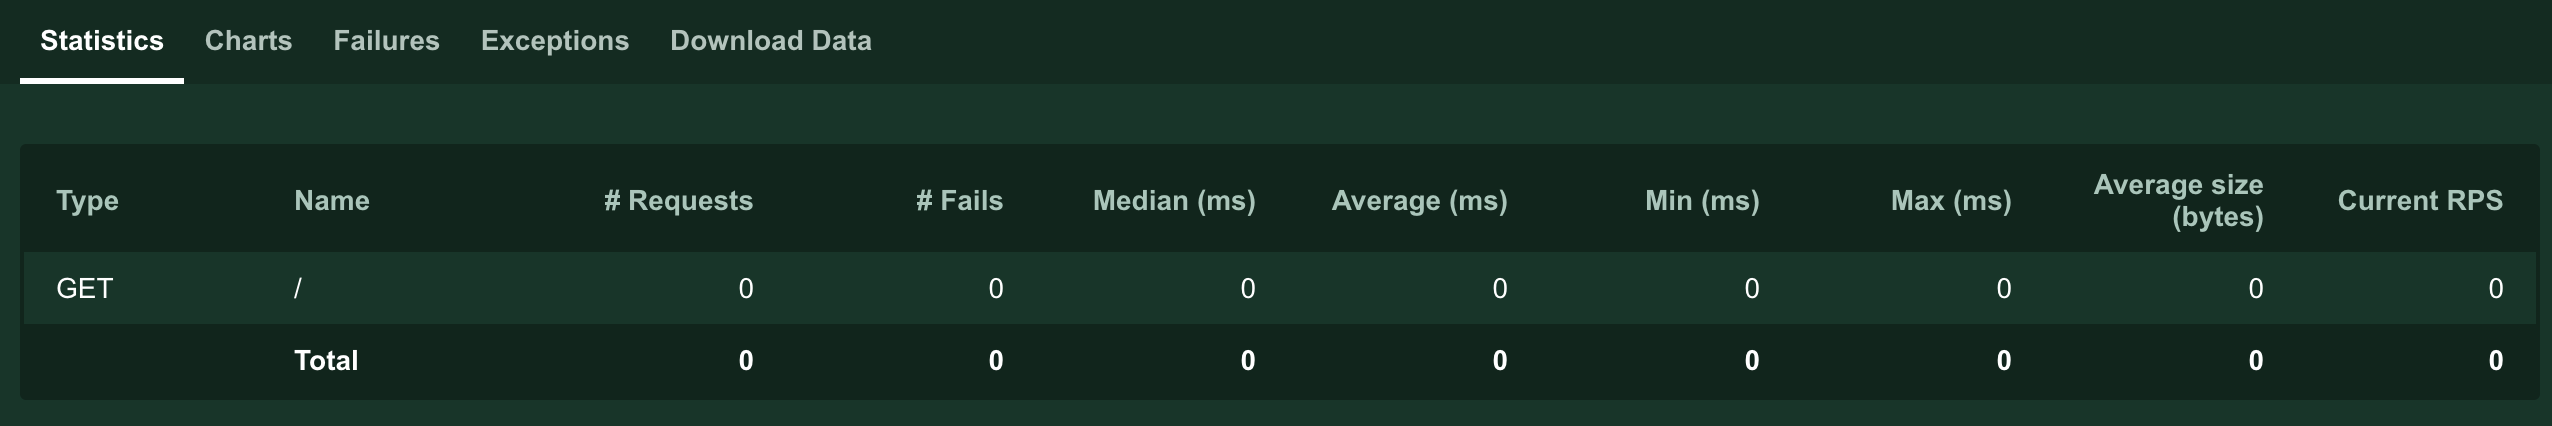 Statistics Charts Failures Exceptions Download Data
Type Name # Requests # Fails Median (ms) Average (ms) Min (ms) Max (ms) Average size (bytes) Current RPS
GET / 0 0 0 0 0 0 0 0
Total 0 0 0 0 0 0 0 0